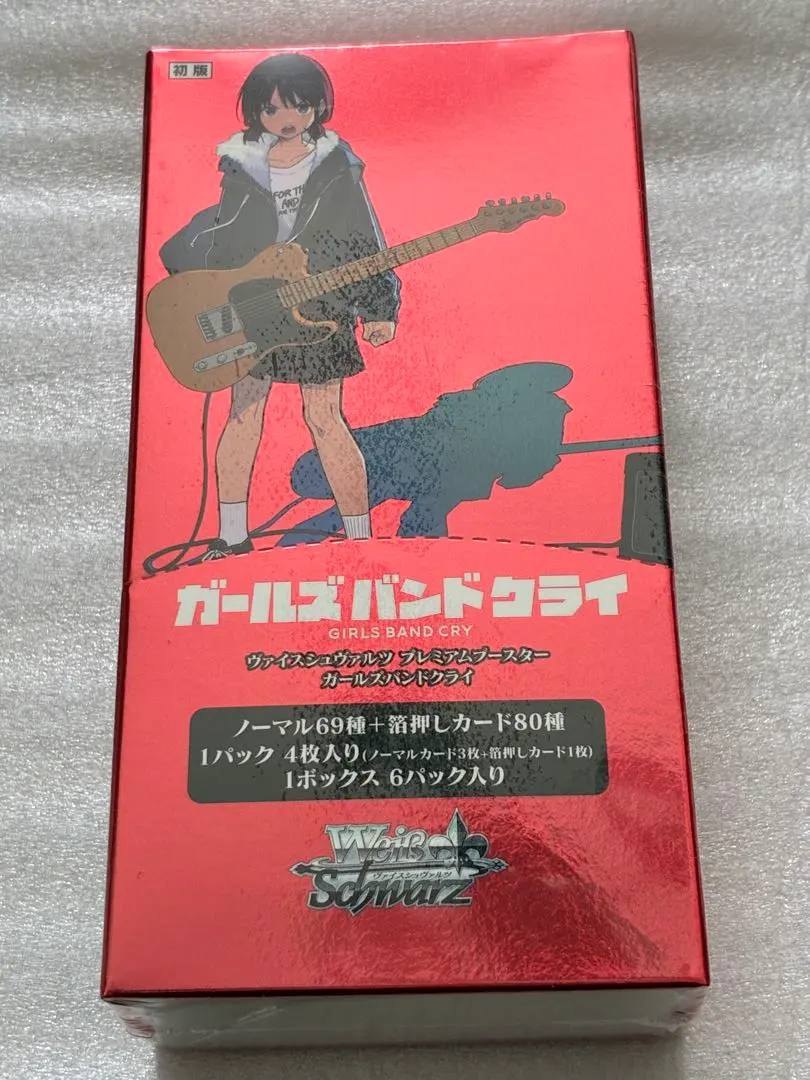 初版
FOR TH
AND
ガールズバンドクライ
GIRLS BAND CRY
ヴァイスシュヴァルツ プレミアムブースター
ガールズバンドクライ
ノーマル69種+箔押しカード80種
1パック 4枚入り(ノーマルカード3枚+箔押しカード1枚)
1ボックス 6パック入り
Weiß
ヴァイスシュヴァルツ
Schwarz